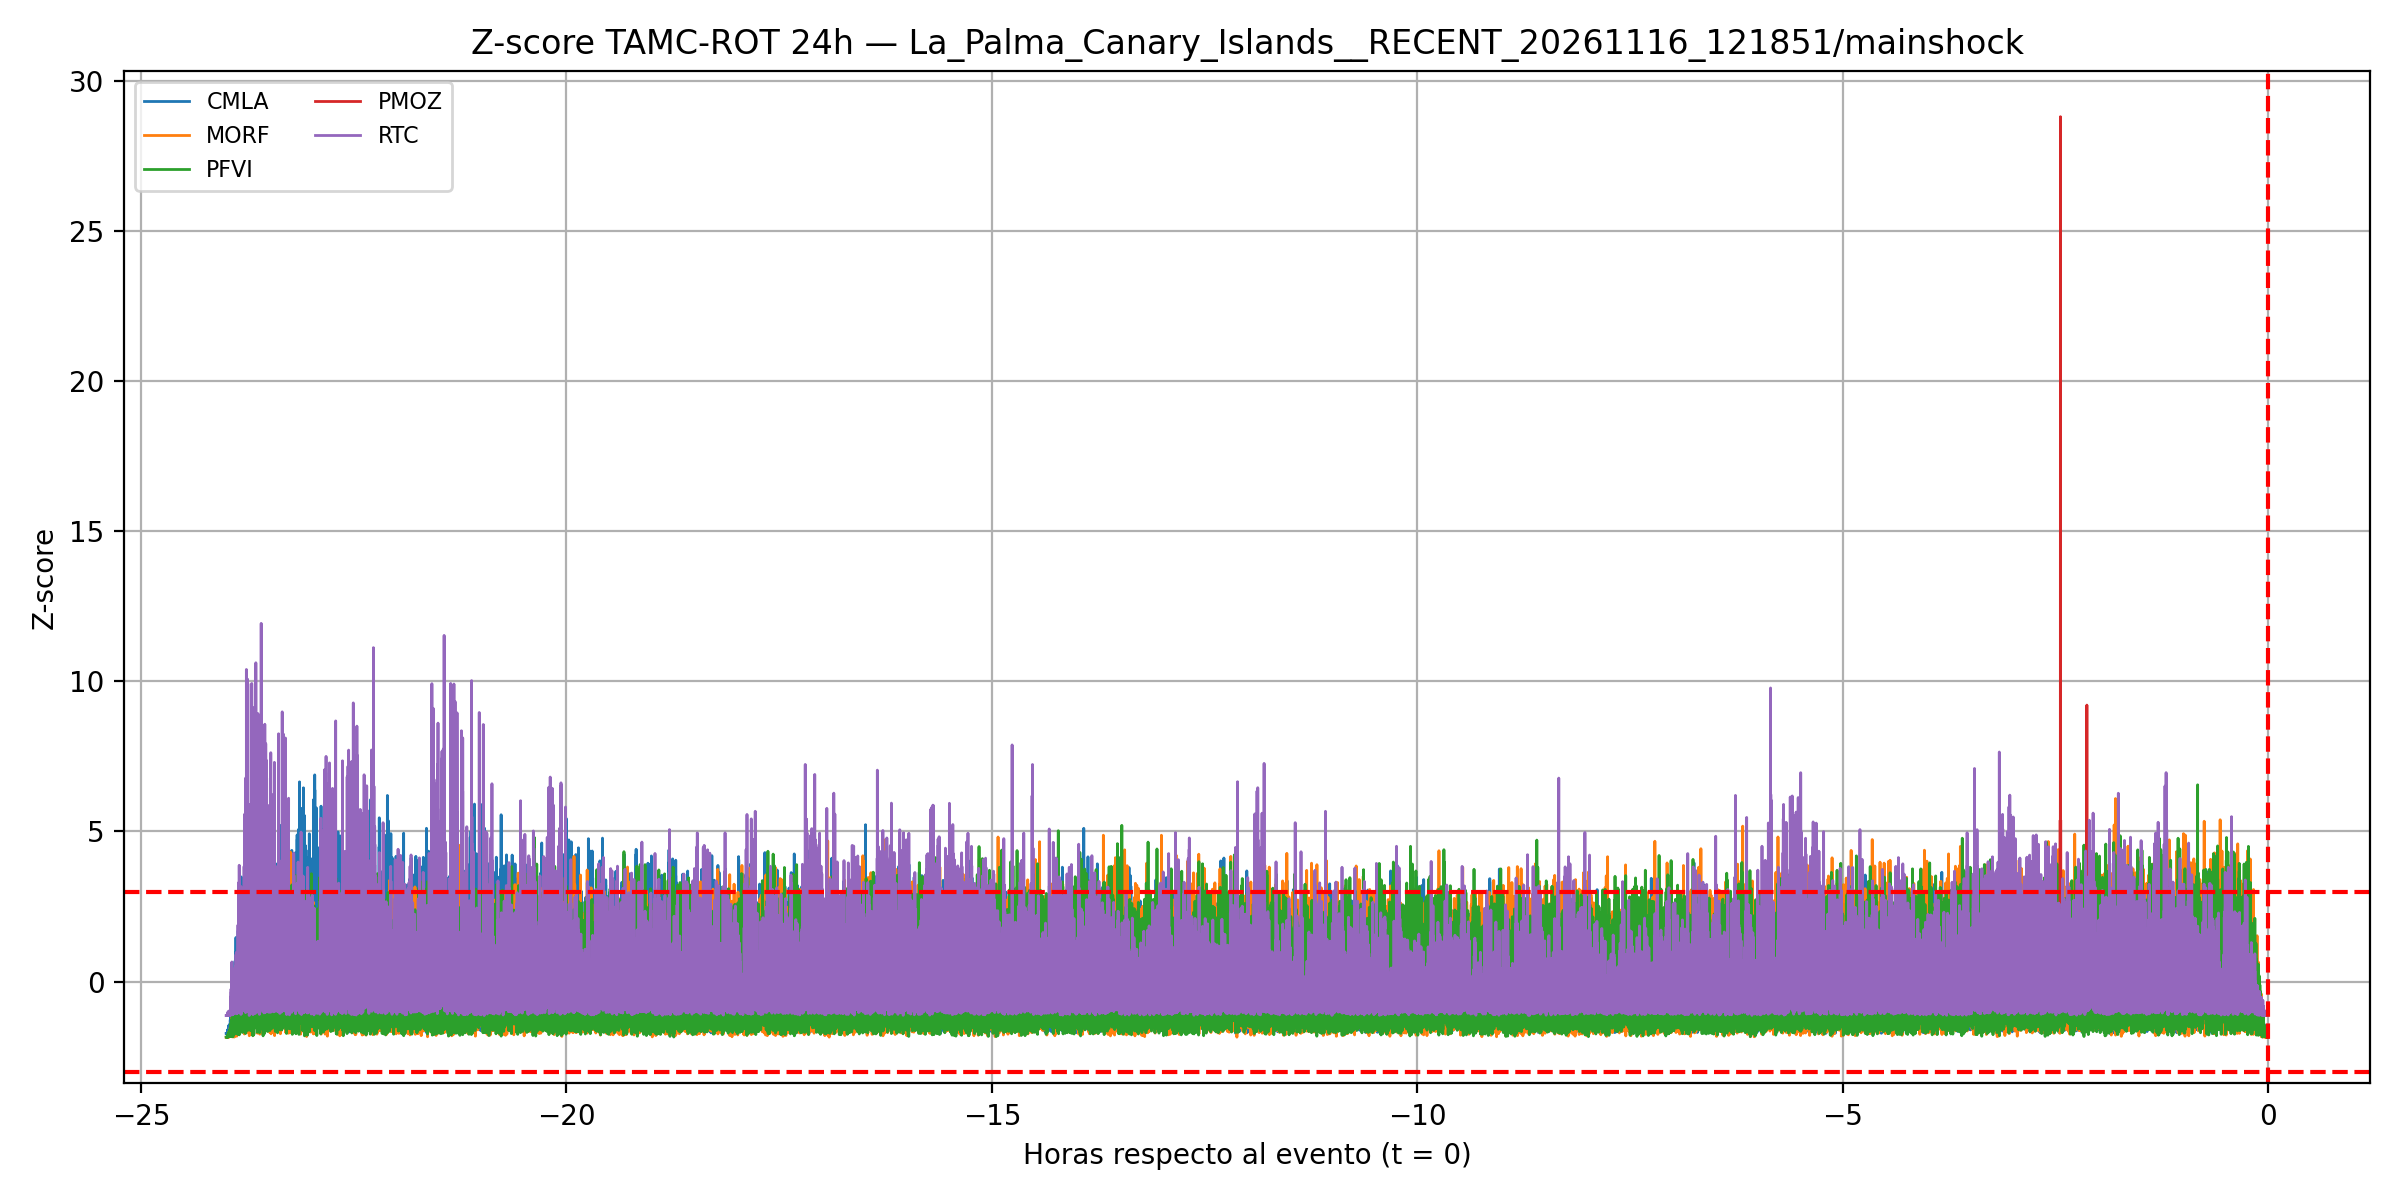 Z-score TAMC-ROT 24h — La_Palma_Canary_Islands__RECENT_20261116_121851/mainshock
CMLA
MORF
PFVI
PMOZ
RTC
30
25
20
15
10
5
0
Z-score
−25
−20
−15
−10
−5
0
Horas respecto al evento (t = 0)